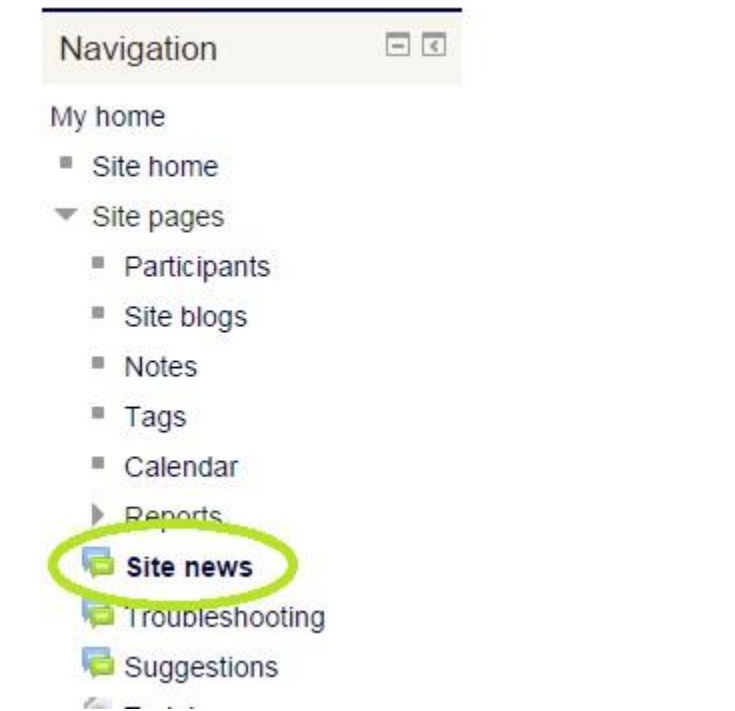 Navigation
My home
Site home
Site pages
Participants
Site blogs
Notes
Tags
Calendar
Reports
Site news
Troubleshooting
Suggestions